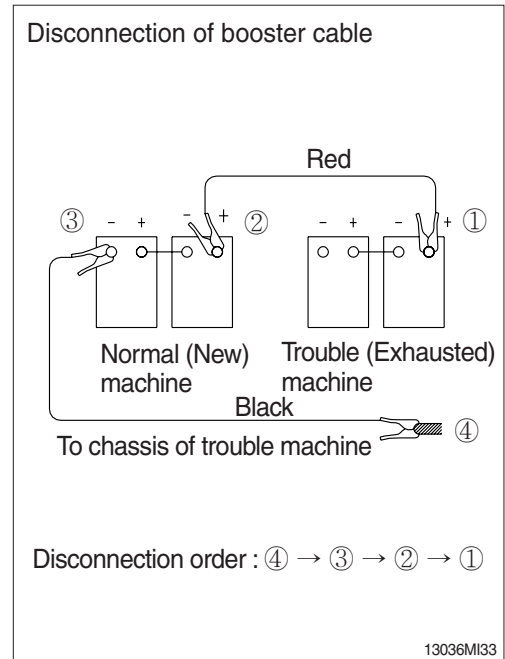 Disconnection of booster cable
Red
③ - + - + ② - + - + ①
Normal (New)
machine
Trouble (Exhausted)
machine
Black
To chassis of trouble machine ④
Disconnection order : ④ → ③ → ② → ①
13036MI33